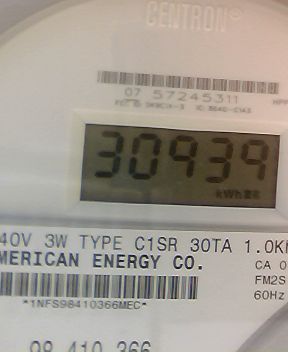 CENTRON®
07 57245311
30939
kWh
40V 3W TYPE C1SR 30TA 1.0K
MERICAN ENERGY CO.
CA 0
FM2S
60Hz
*1NFS98410366MEC*
98 410 366